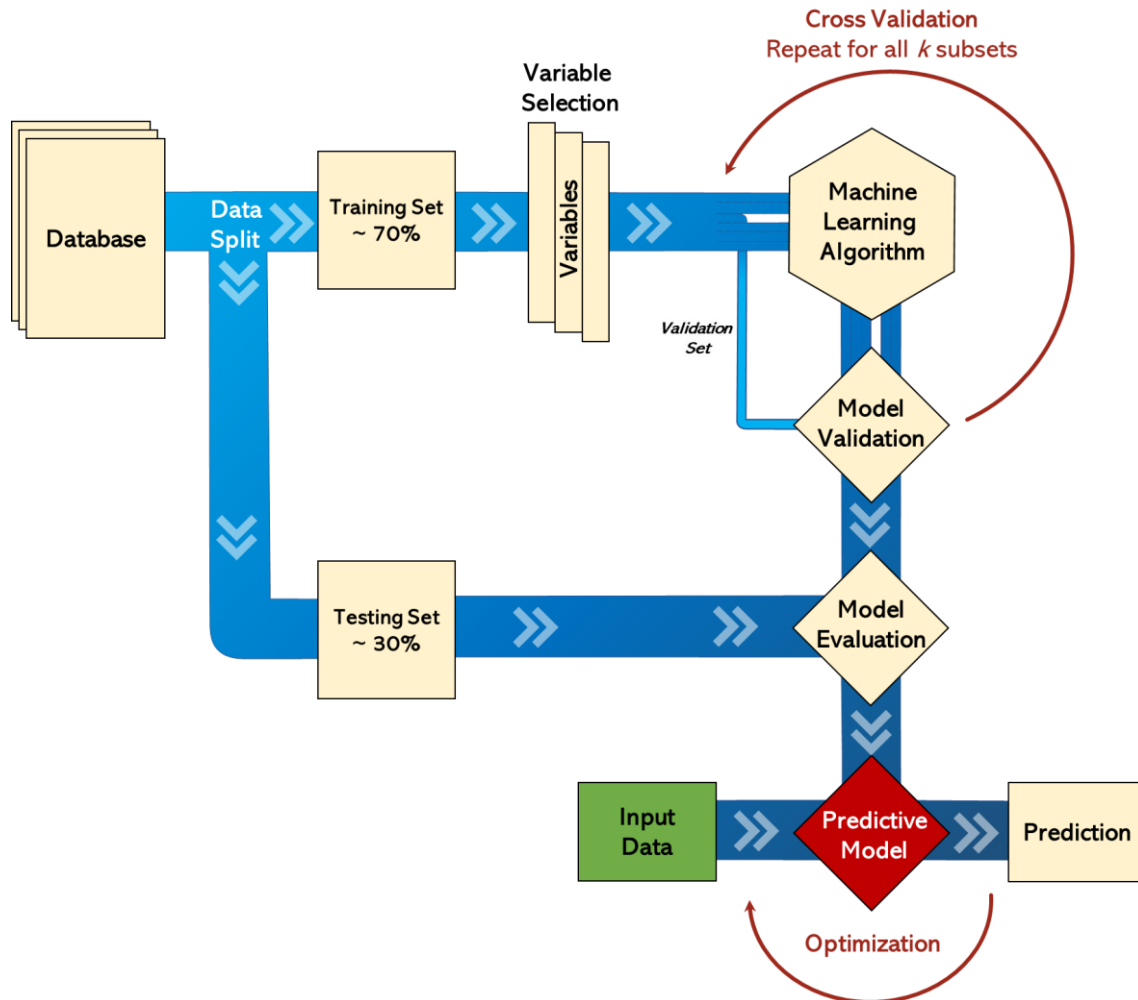 Cross Validation
Repeat for all k subsets
Variable
Selection
Database
Data
Split
Training Set
~ 70%
Variables
Machine
Learning
Algorithm
Validation
Set
Model
Validation
Testing Set
~ 30%
Model
Evaluation
Input
Data
Predictive
Model
Prediction
Optimization